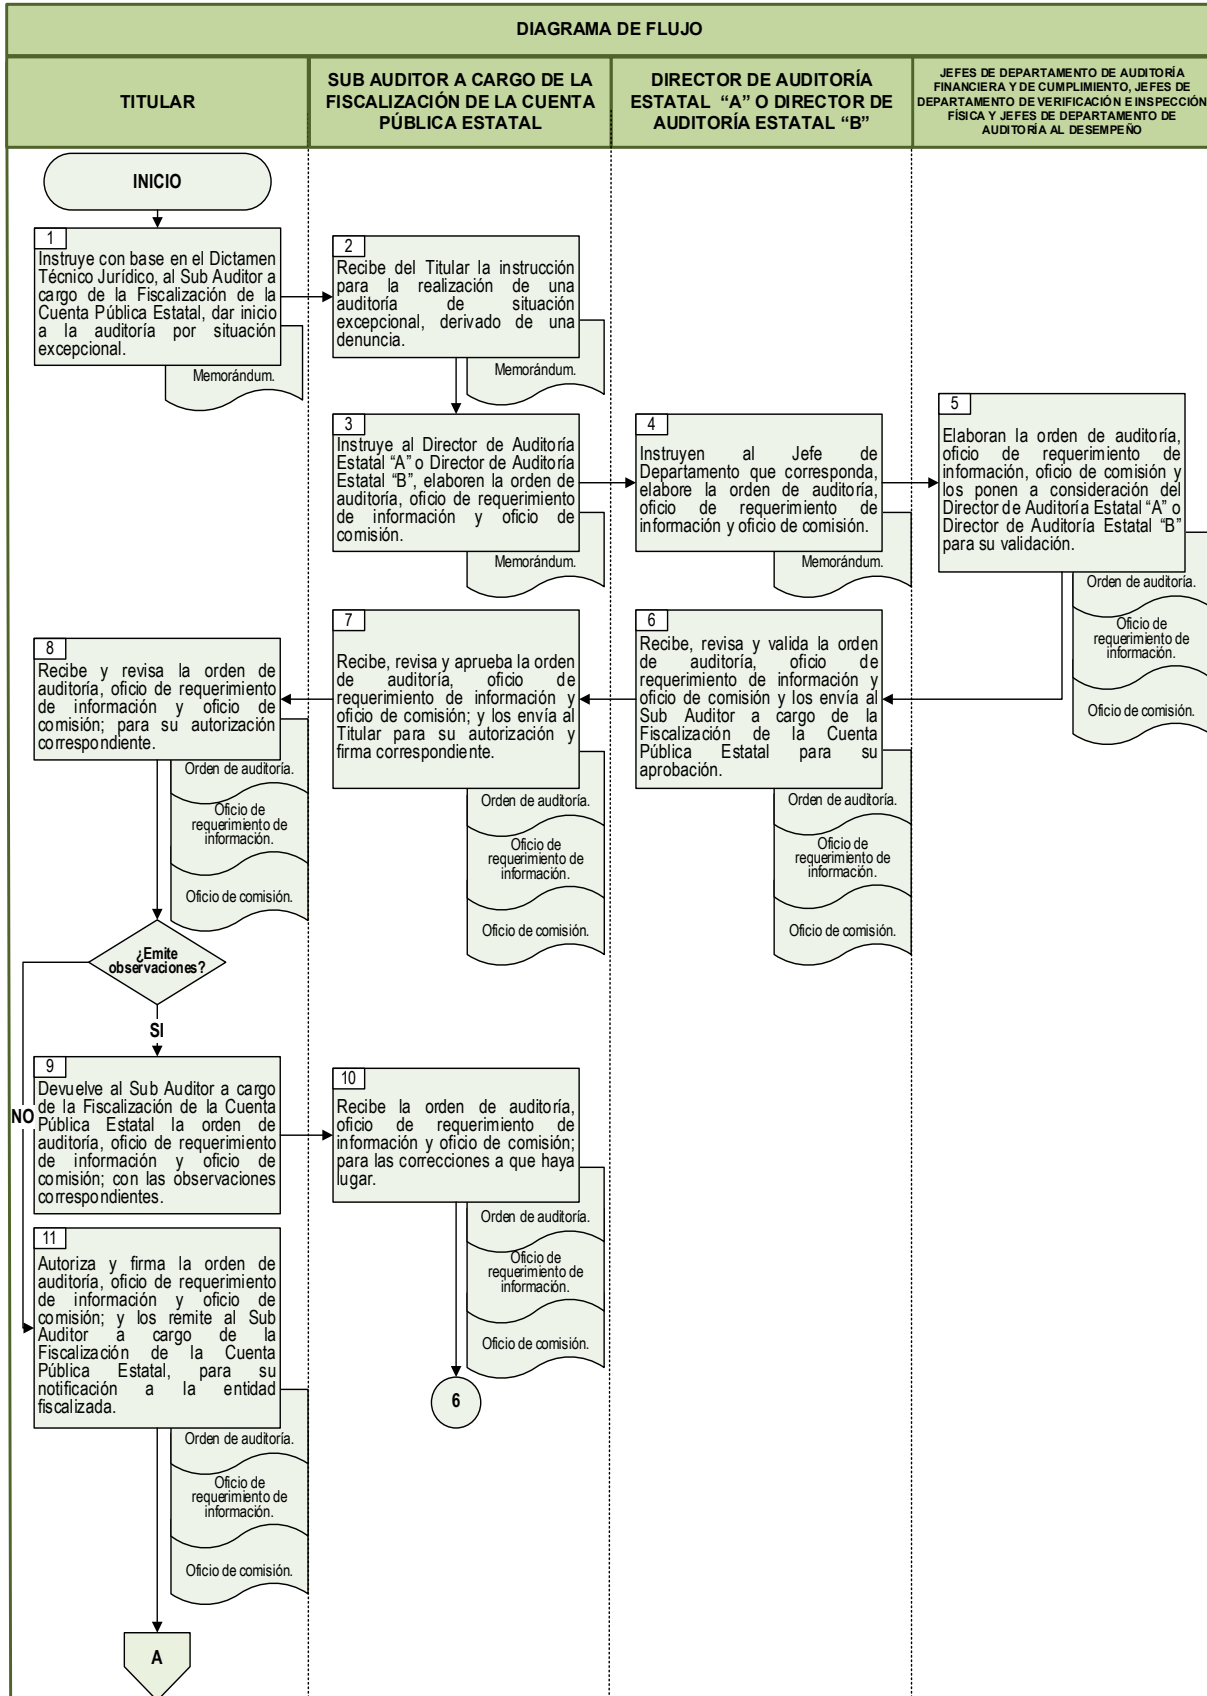 DIAGRAMA DE FLUJO
TITULAR
SUB AUDITOR A CARGO DE LA
FISCALIZACIÓN DE LA CUENTA
PÚBLICA ESTATAL
DIRECTOR DE AUDITORÍA
ESTATAL “A” O DIRECTOR DE
AUDITORÍA ESTATAL “B”
JEFES DE DEPARTAMENTO DE AUDITORÍA
FINANCIERA Y DE CUMPLIMIENTO, JEFES DE
DEPARTAMENTO DE VERIFICACIÓN E INSPECCIÓN
FÍSICA Y JEFES DE DEPARTAMENTO DE
AUDITORÍA AL DESEMPEÑO
INICIO
1
Instruye con base en el Dictamen
Técnico Jurídico, al Sub Auditor a
cargo de la Fiscalización de la
Cuenta Pública Estatal, dar inicio
a la auditoría por situación
excepcional.
Memorándum.
2
Recibe del Titular la instrucción
para la realización de una
auditoría de situación
excepcional, derivado de una
denuncia.
Memorándum.
3
Instruye al Director de Auditoría
Estatal “A” o Director de Auditoría
Estatal “B”, elaboren la orden de
auditoría, oficio de requerimiento
de información y oficio de
comisión.
Memorándum.
4
Instruyen al Jefe de
Departamento que corresponda,
elabore la orden de auditoría,
oficio de requerimiento de
información y oficio de comisión.
Memorándum.
5
Elaboran la orden de auditoría,
oficio de requerimiento de
información, oficio de comisión y
los ponen a consideración del
Director de Auditoría Estatal “A” o
Director de Auditoría Estatal “B”
para su validación.
Orden de auditoría.
Oficio de
requerimiento de
información.
Oficio de comisión.
6
Recibe, revisa y valida la orden
de auditoría, oficio de
requerimiento de información y
oficio de comisión y los envía al
Sub Auditor a cargo de la
Fiscalización de la Cuenta
Pública Estatal para su
aprobación.
Orden de auditoría.
Oficio de
requerimiento de
información.
Oficio de comisión.
7
Recibe, revisa y aprueba la orden
de auditoría, oficio de
requerimiento de información y
oficio de comisión; y los envía al
Titular para su autorización y
firma correspondiente.
Orden de auditoría.
Oficio de
requerimiento de
información.
Oficio de comisión.
8
Recibe y revisa la orden de
auditoría, oficio de requerimiento
de información y oficio de
comisión; para su autorización
correspondiente.
Orden de auditoría.
Oficio de
requerimiento de
información.
Oficio de comisión.
¿Emite
observaciones?
SI
NO
9
Devuelve al Sub Auditor a cargo
de la Fiscalización de la Cuenta
Pública Estatal la orden de
auditoría, oficio de requerimiento
de información y oficio de
comisión; con las observaciones
correspondientes.
10
Recibe la orden de auditoría,
oficio de requerimiento de
información y oficio de comisión;
para las correcciones a que haya
lugar.
Orden de auditoría.
Oficio de
requerimiento de
información.
Oficio de comisión.
6
11
Autoriza y firma la orden de
auditoría, oficio de requerimiento
de información y oficio de
comisión; y los remite al Sub
Auditor a cargo de la
Fiscalización de la Cuenta
Pública Estatal, para su
notificación a la entidad
fiscalizada.
Orden de auditoría.
Oficio de
requerimiento de
información.
Oficio de comisión.
A